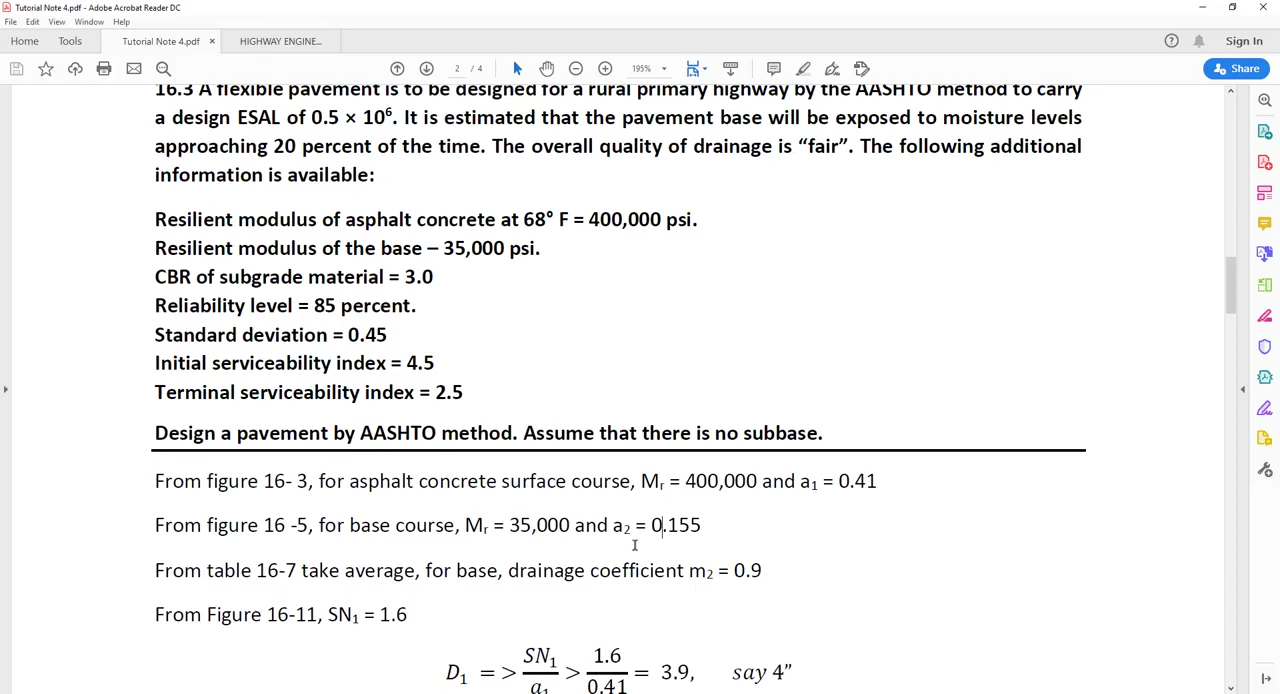 Tutorial Note 4.pdf - Adobe Acrobat Reader DC
File Edit View Window Help
Home Tools Tutorial Note 4.pdf × HIGHWAY ENGINE... Sign In
2 / 4 195% Share
16.3 A flexible pavement is to be designed for a rural primary highway by the AASHTO method to carry
a design ESAL of 0.5 × 10⁶. It is estimated that the pavement base will be exposed to moisture levels
approaching 20 percent of the time. The overall quality of drainage is “fair”. The following additional
information is available:
Resilient modulus of asphalt concrete at 68° F = 400,000 psi.
Resilient modulus of the base – 35,000 psi.
CBR of subgrade material = 3.0
Reliability level = 85 percent.
Standard deviation = 0.45
Initial serviceability index = 4.5
Terminal serviceability index = 2.5
Design a pavement by AASHTO method. Assume that there is no subbase.
From figure 16- 3, for asphalt concrete surface course, Mᵣ = 400,000 and a₁ = 0.41
From figure 16 -5, for base course, Mᵣ = 35,000 and a₂ = 0.155
From table 16-7 take average, for base, drainage coefficient m₂ = 0.9
From Figure 16-11, SN₁ = 1.6
D₁ = > SN₁/a₁ > 1.6/0.41 = 3.9, say 4”